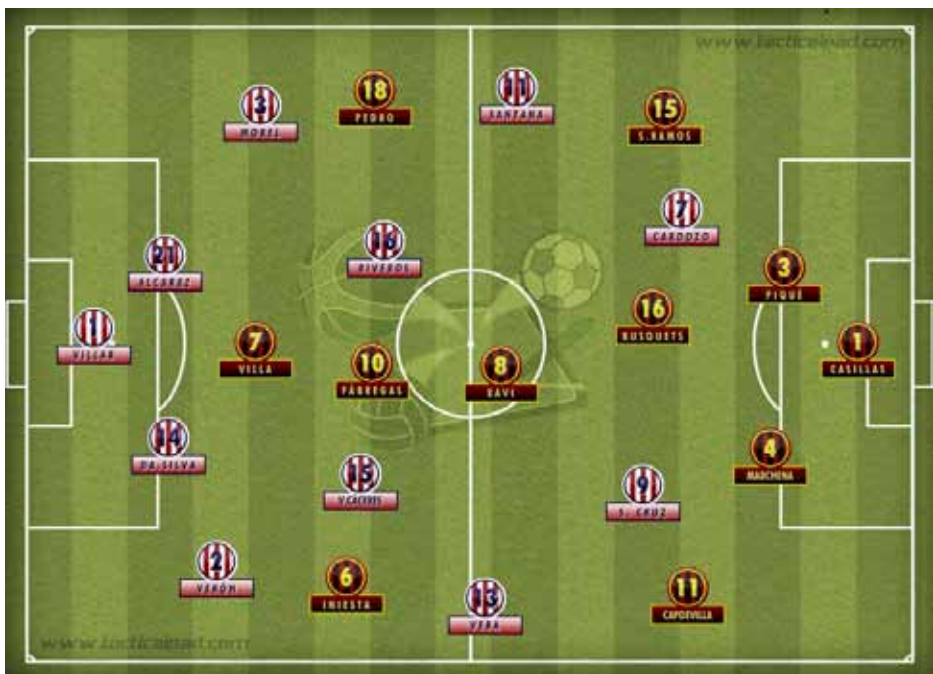 www.tacticalpad.com
11
SANTANA
18
PEDRO
3
MOREL
15
S.RAMOS
7
CARDOZO
16
RIVEROS
21
ALCARAZ
3
PIQUE
16
BUSQUETS
1
VILLAR
7
VILLA
10
FÁBREGAS
8
XAVI
1
CASILLAS
14
DA SILVA
4
MARCHENA
15
V.CÁCERES
9
S. CRUZ
2
VERÓN
6
INIESTA
13
VERA
11
CAPDEVILLA
www.tacticalpad.com